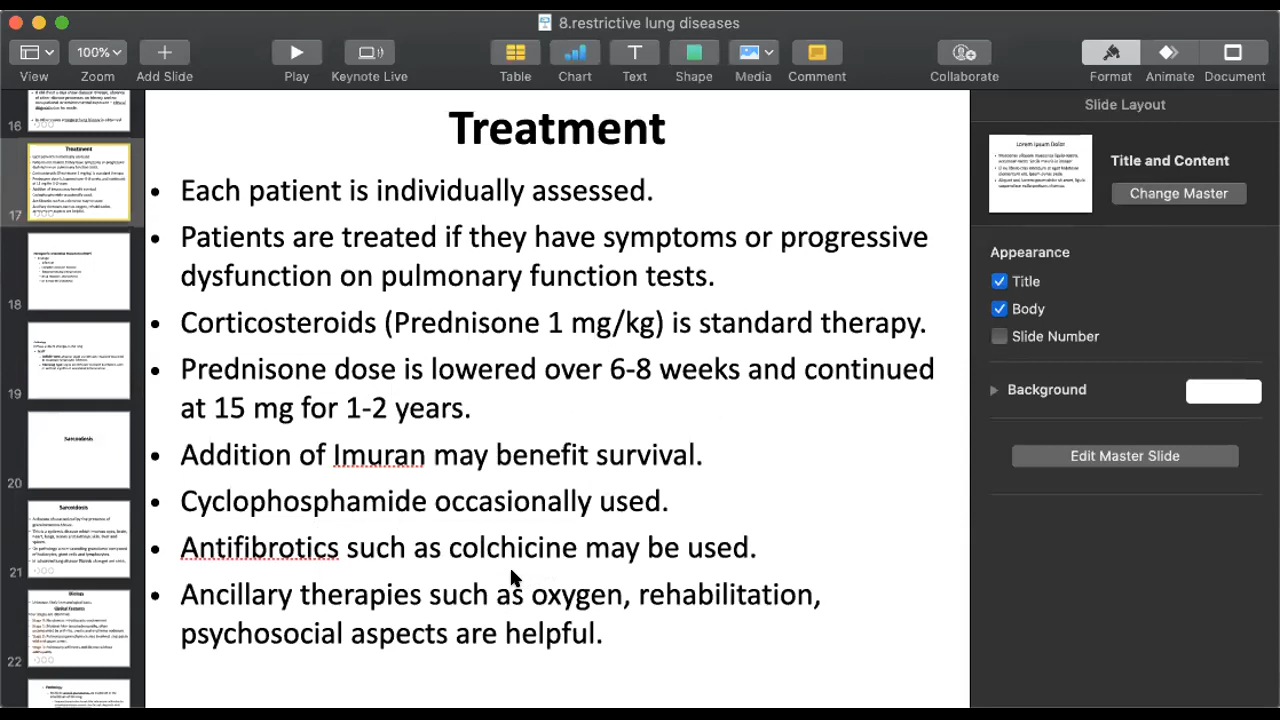 8.restrictive lung diseases
100%
View
Zoom
Add Slide
Play
Keynote Live
Table
Chart
Text
Shape
Media
Comment
Collaborate
Format
Animate
Document
16
Treatment
17
18
19
Sarcoidosis
20
Sarcoidosis
21
22
Treatment
• Each patient is individually assessed.
• Patients are treated if they have symptoms or progressive
dysfunction on pulmonary function tests.
• Corticosteroids (Prednisone 1 mg/kg) is standard therapy.
• Prednisone dose is lowered over 6-8 weeks and continued
at 15 mg for 1-2 years.
• Addition of Imuran may benefit survival.
• Cyclophosphamide occasionally used.
• Antifibrotics such as colchicine may be used.
• Ancillary therapies such as oxygen, rehabilitation,
psychosocial aspects are helpful.
Slide Layout
Lorem Ipsum Dolor
Title and Content
Change Master
Appearance
Title
Body
Slide Number
Background
Edit Master Slide